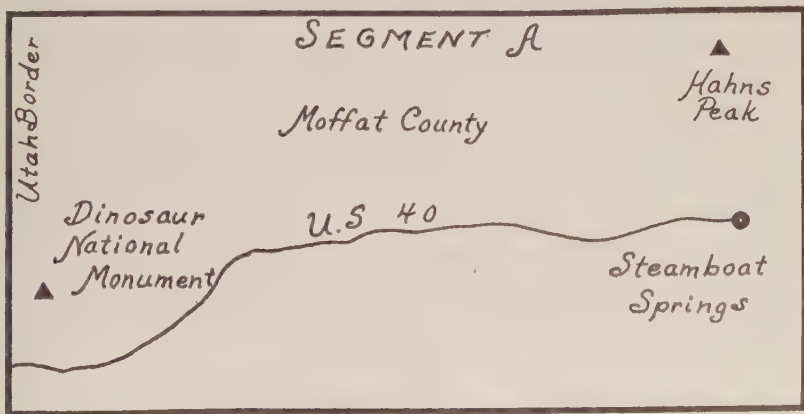 SEGMENT A
Utah Border
Hahns
Peak
Moffat County
Dinosaur
National
Monument
U.S 40
Steamboat
Springs